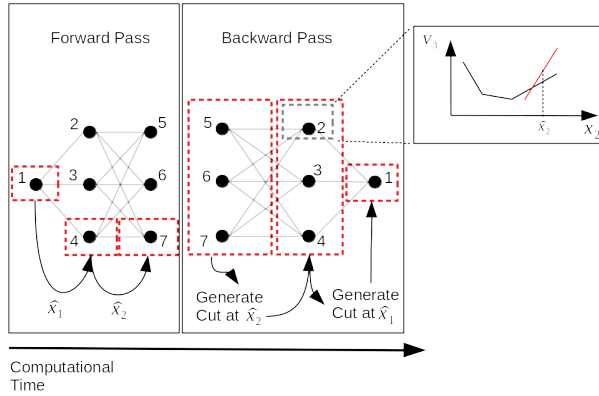 Forward Pass
Backward Pass
V₃
x̂₂
x₂
2
5
1
3
6
4
7
5
2
6
3
1
7
4
x̂₁
x̂₂
Generate
Cut at x̂₂
Generate
Cut at x̂₁
Computational
Time